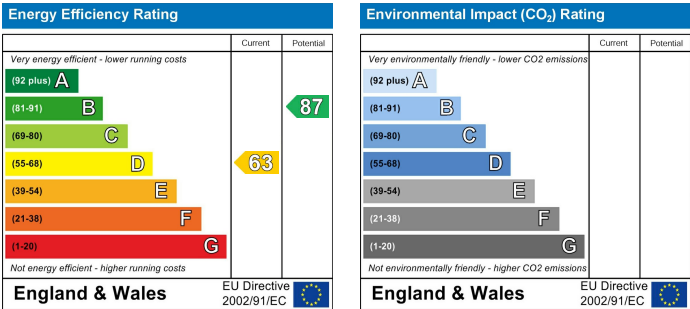 Energy Efficiency Rating
Current Potential
Very energy efficient - lower running costs
(92 plus) A
(81-91) B
87
(69-80) C
(55-68) D
63
(39-54) E
(21-38) F
(1-20) G
Not energy efficient - higher running costs
England & Wales
EU Directive
2002/91/EC
Environmental Impact (CO₂) Rating
Current Potential
Very environmentally friendly - lower CO2 emissions
(92 plus) A
(81-91) B
(69-80) C
(55-68) D
(39-54) E
(21-38) F
(1-20) G
Not environmentally friendly - higher CO2 emissions
England & Wales
EU Directive
2002/91/EC